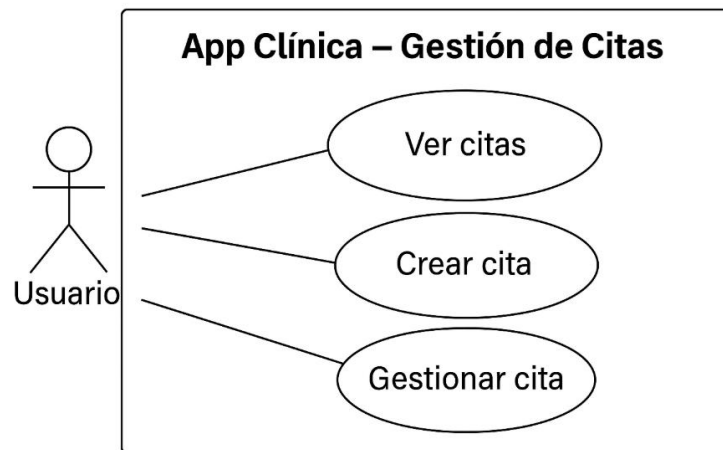 App Clínica – Gestión de Citas
Ver citas
Crear cita
Usuario
Gestionar cita